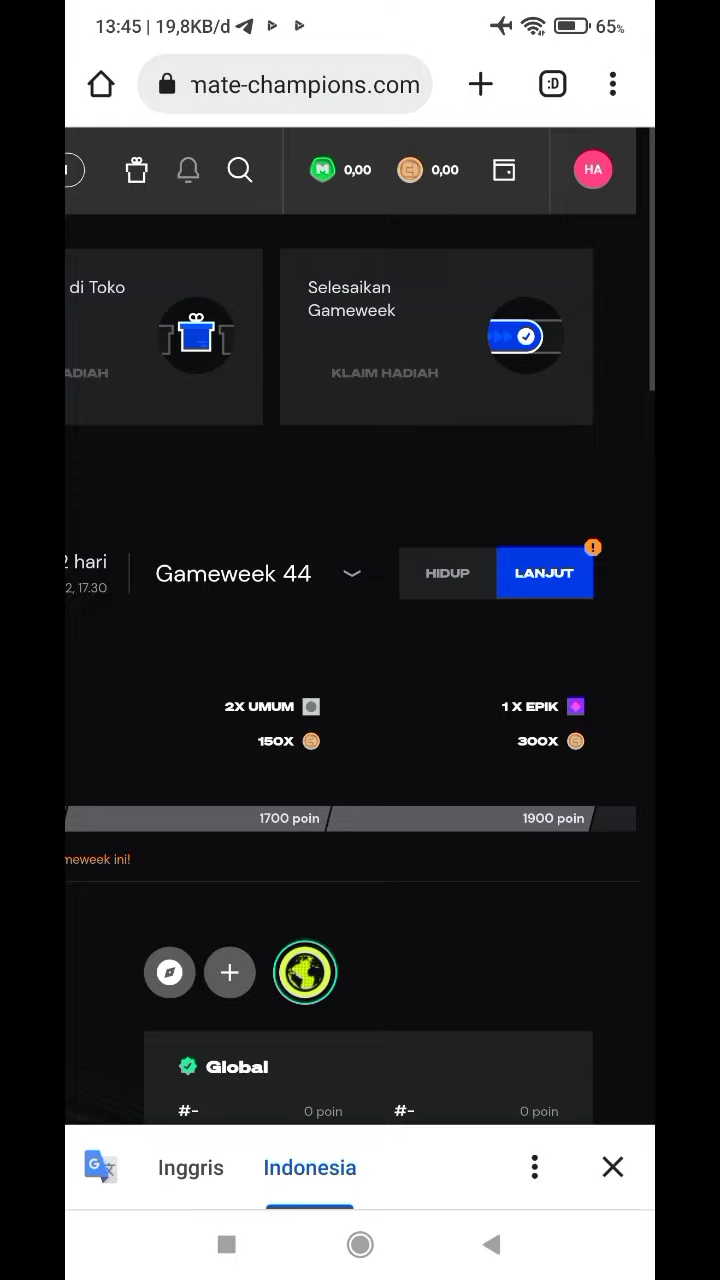 13:45 | 19,8KB/d
65%
mate-champions.com
:D
0,00
0,00
HA
di Toko
ADIAH
Selesaikan
Gameweek
KLAIM HADIAH
2 hari
2, 17.30
Gameweek 44
HIDUP
LANJUT
2X UMUM
150X
1 X EPIK
300X
1700 poin
1900 poin
meweek ini!
Global
#-
0 poin
#-
0 poin
Inggris
Indonesia